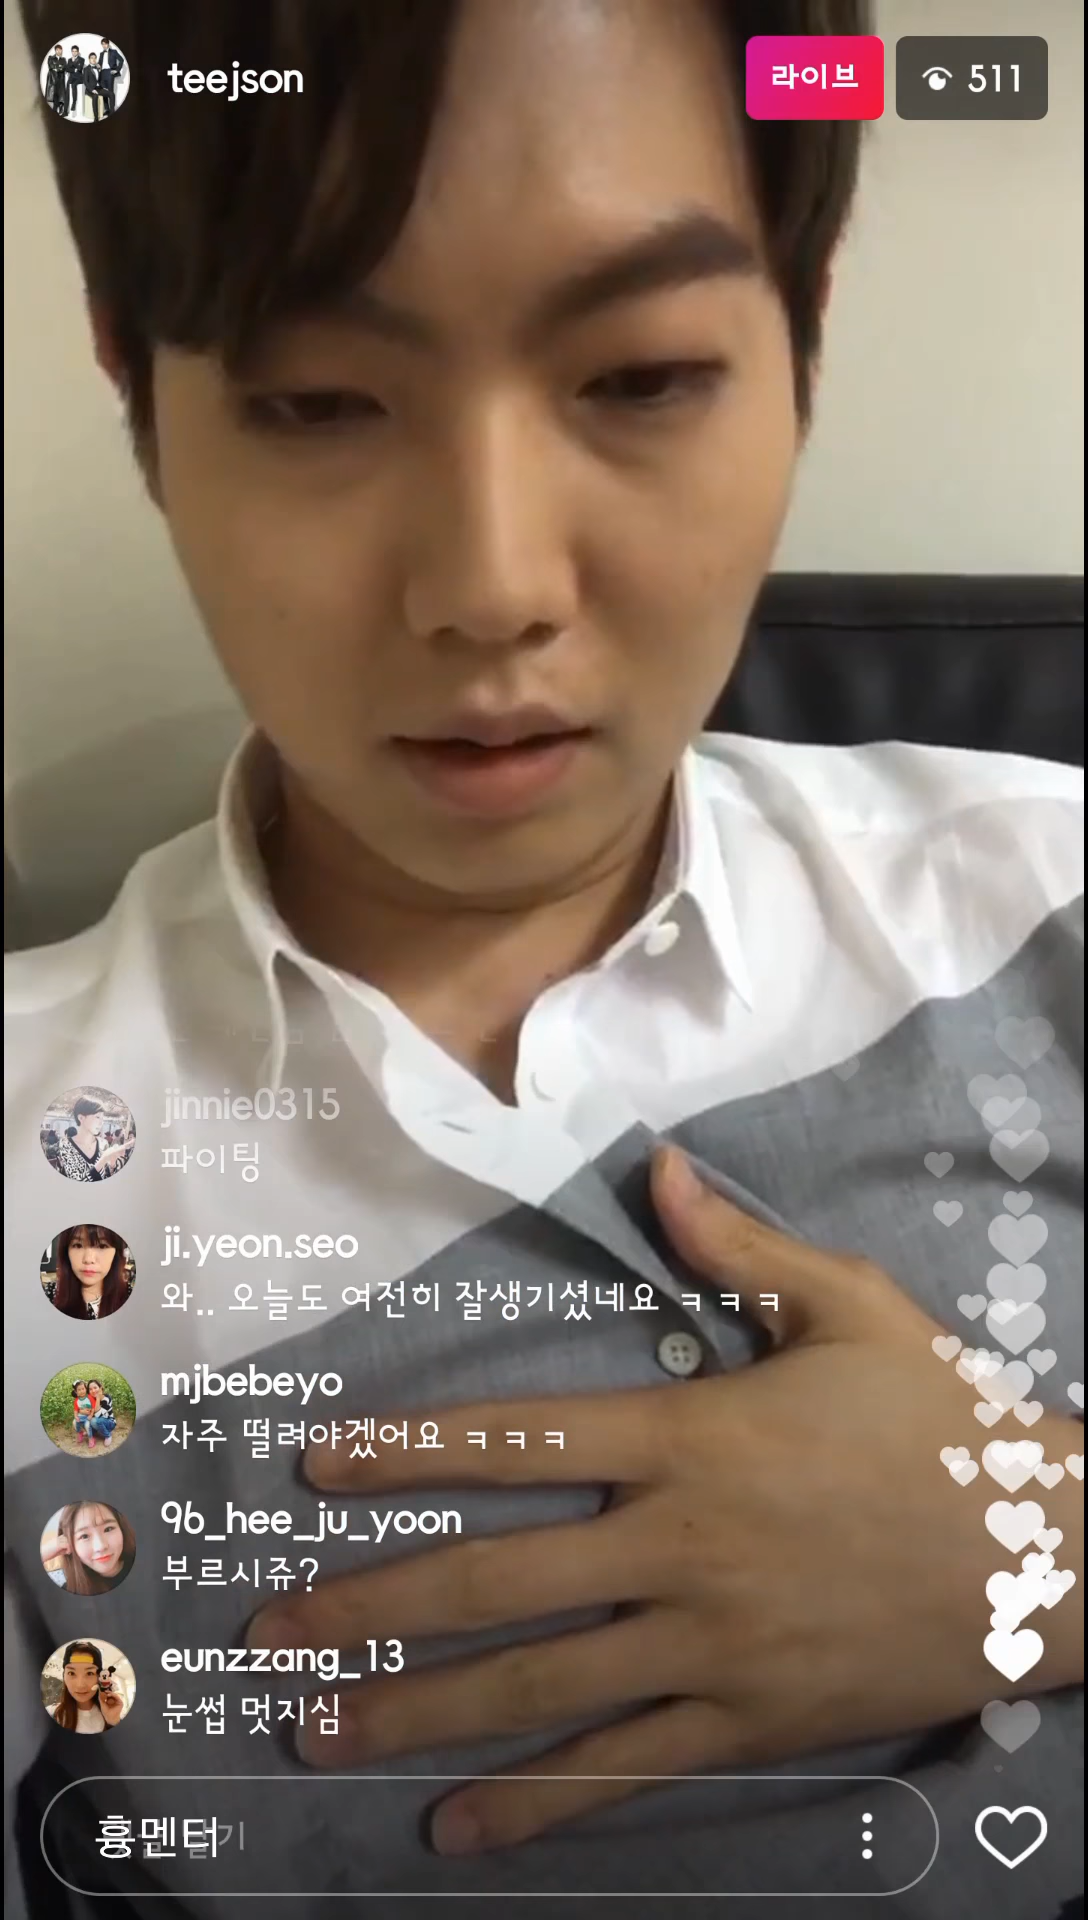 teejson
라이브
511
jinnie0315
파이팅
ji.yeon.seo
와.. 오늘도 여전히 잘생기셨네요 ㅋㅋㅋ
mjbebeyo
자주 떨려야겠어요 ㅋㅋㅋ
96_hee_ju_yoon
부르시쥬?
eunzzang_13
눈썹 멋지심
흉멘터